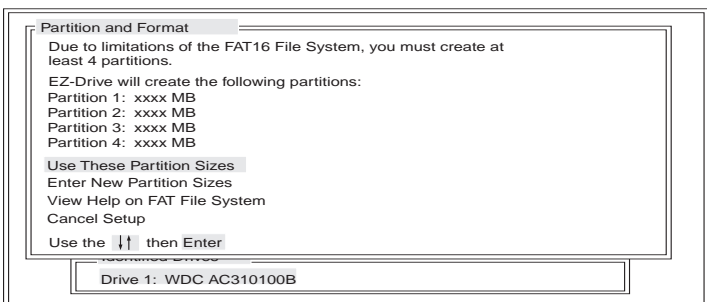 Partition and Format
Due to limitations of the FAT16 File System, you must create at
least 4 partitions.
EZ-Drive will create the following partitions:
Partition 1: xxxx MB
Partition 2: xxxx MB
Partition 3: xxxx MB
Partition 4: xxxx MB
Use These Partition Sizes
Enter New Partition Sizes
View Help on FAT File System
Cancel Setup
Use the ↓↑ then Enter
Identified Drives
Drive 1: WDC AC310100B